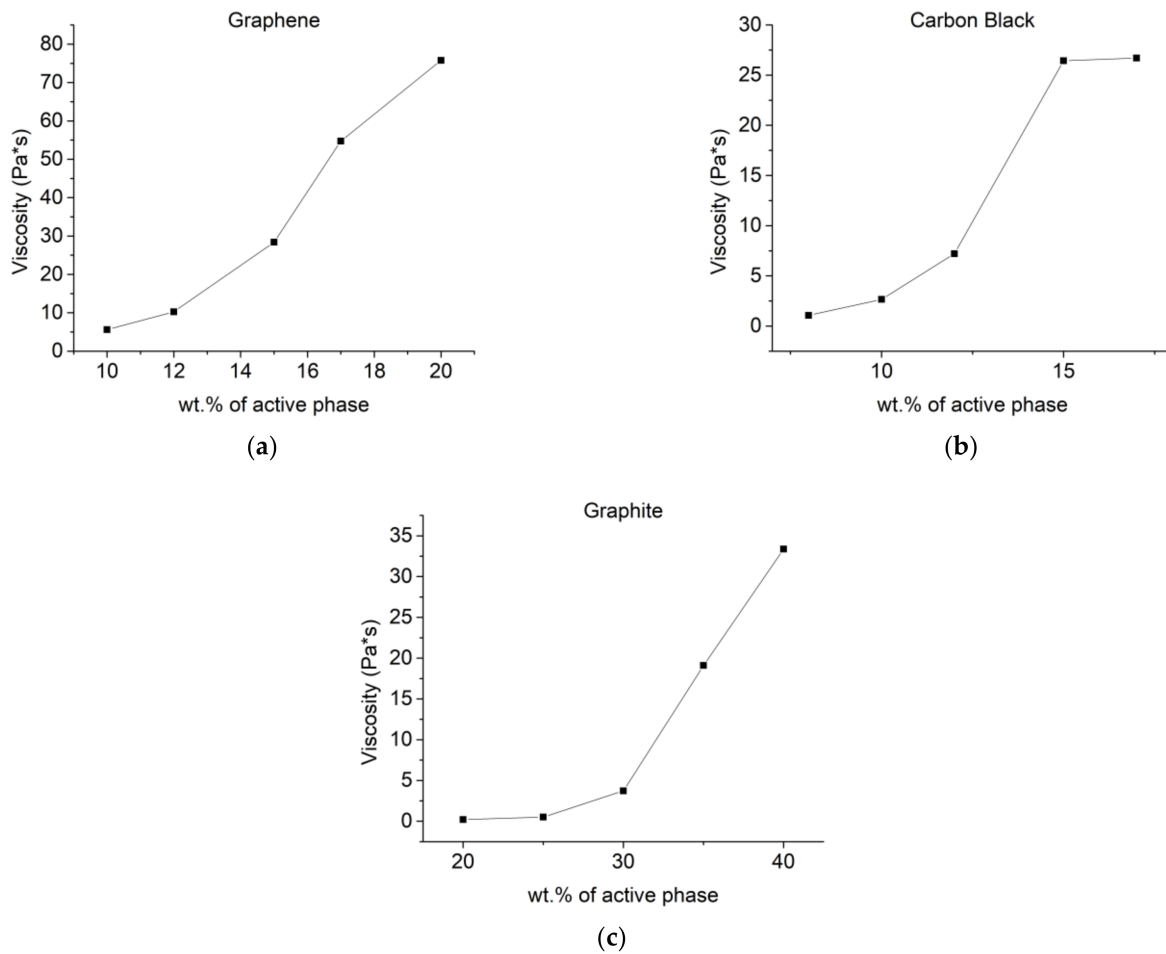 Graphene
80
70
60
50
40
30
20
10
0
Viscosity (Pa*s)
10 12 14 16 18 20
wt.% of active phase
(a)
Carbon Black
30
25
20
15
10
5
0
Viscosity (Pa*s)
10 15
wt.% of active phase
(b)
Graphite
35
30
25
20
15
10
5
0
Viscosity (Pa*s)
20 30 40
wt.% of active phase
(c)